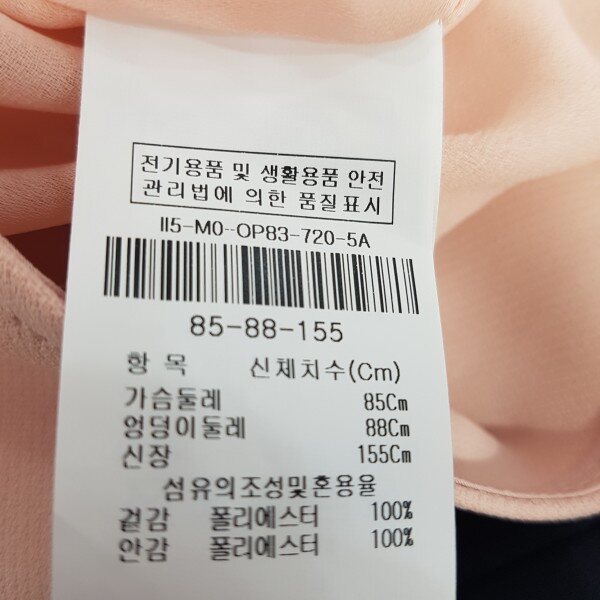 전기용품 및 생활용품 안전
관리법에 의한 품질표시
II5-M0--OP83-720-5A
85-88-155
항 목 신체치수(Cm)
가슴둘레 85Cm
엉덩이둘레 88Cm
신장 155Cm
섬유의조성및혼용율
겉감 폴리에스터 100%
안감 폴리에스터 100%